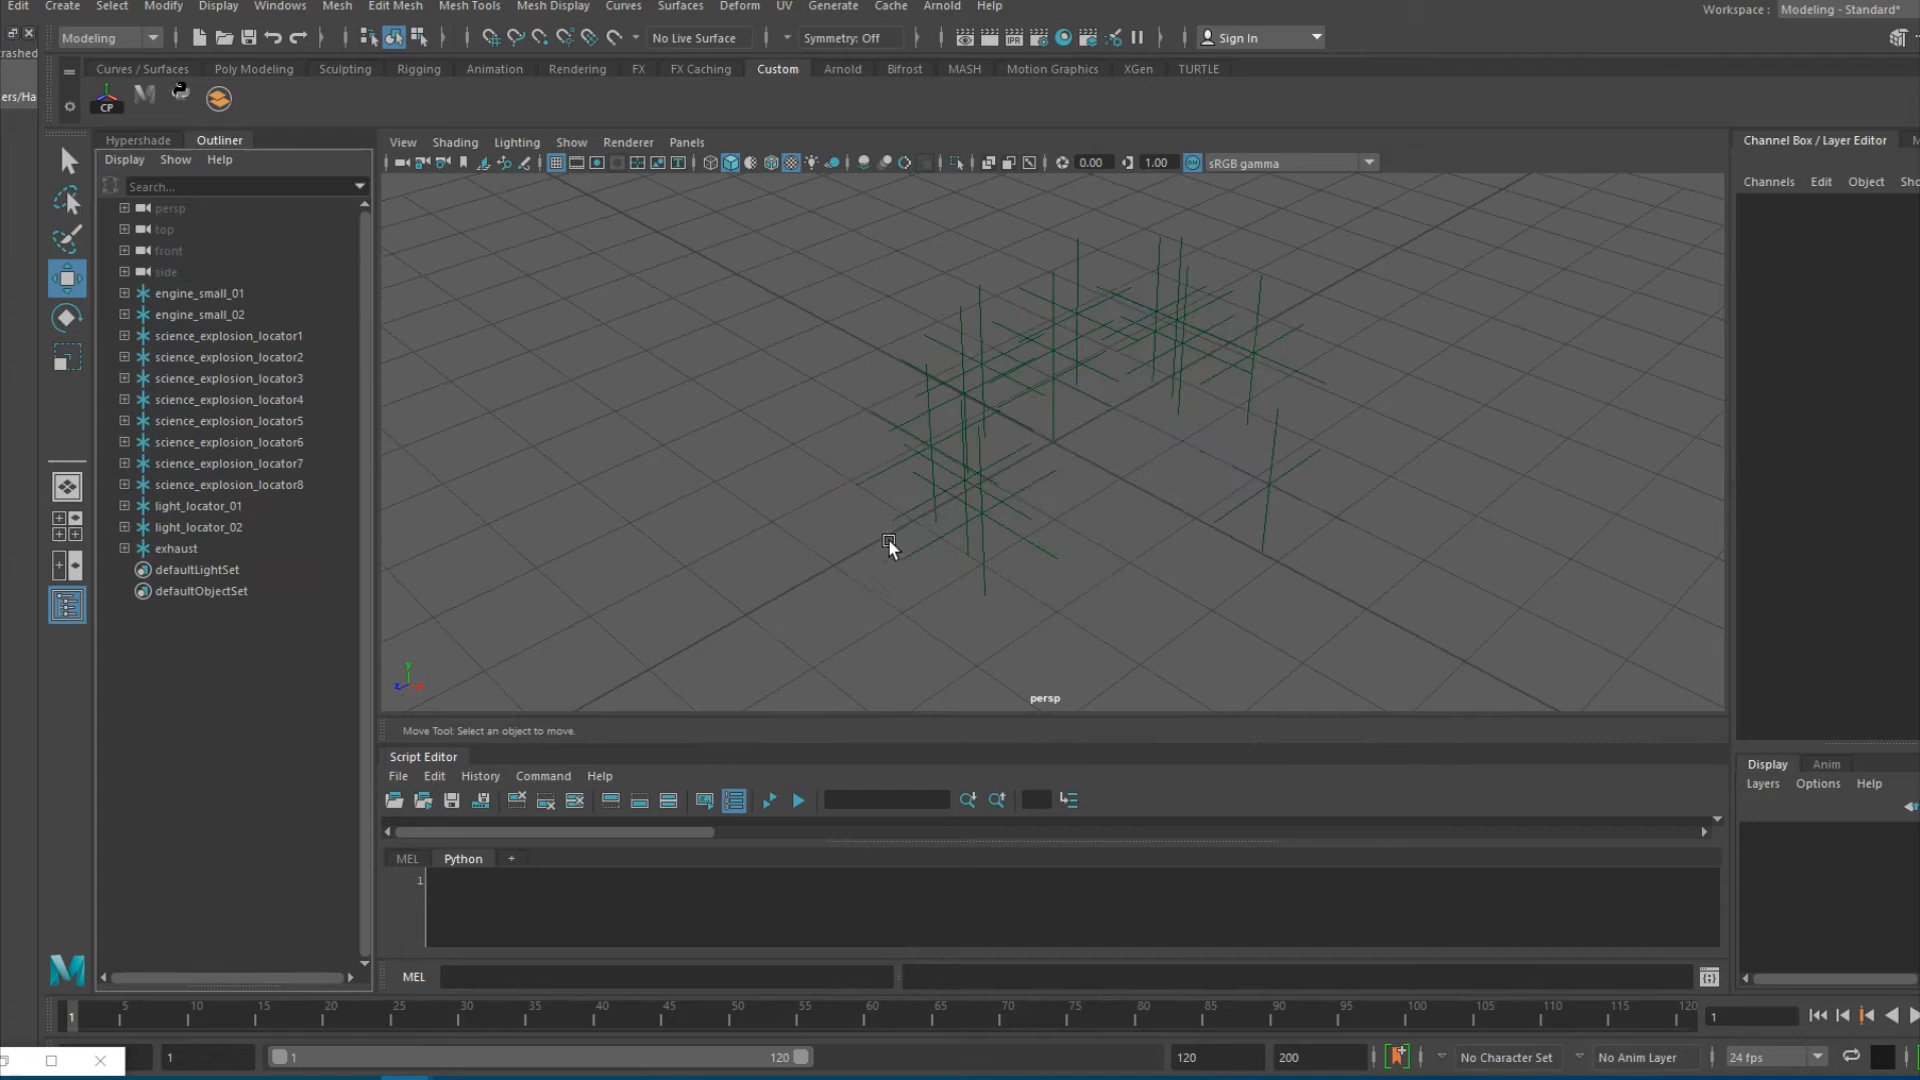 Edit Create Select Modify Display Windows Mesh Edit Mesh Mesh Tools Mesh Display Curves Surfaces Deform UV Generate Cache Arnold Help
Workspace : Modeling - Standard*
Modeling No Live Surface Symmetry: Off Sign In
rashed
Curves / Surfaces Poly Modeling Sculpting Rigging Animation Rendering FX FX Caching Custom Arnold Bifrost MASH Motion Graphics XGen TURTLE
ers/Ha
CP
Hypershade Outliner
View Shading Lighting Show Renderer Panels
Channel Box / Layer Editor
Display Show Help
0.00 1.00 ON sRGB gamma
Channels Edit Object Sho
Search...
persp
top
front
side
engine_small_01
engine_small_02
science_explosion_locator1
science_explosion_locator2
science_explosion_locator3
science_explosion_locator4
science_explosion_locator5
science_explosion_locator6
science_explosion_locator7
science_explosion_locator8
light_locator_01
light_locator_02
exhaust
defaultLightSet
defaultObjectSet
y
z
persp
Move Tool: Select an object to move.
Script Editor
File Edit History Command Help
Display Anim
Layers Options Help
MEL Python +
1
MEL
1 5 10 15 20 25 30 35 40 45 50 55 60 65 70 75 80 85 90 95 100 105 110 115 120
1
1 1 120 120 200 No Character Set No Anim Layer 24 fps